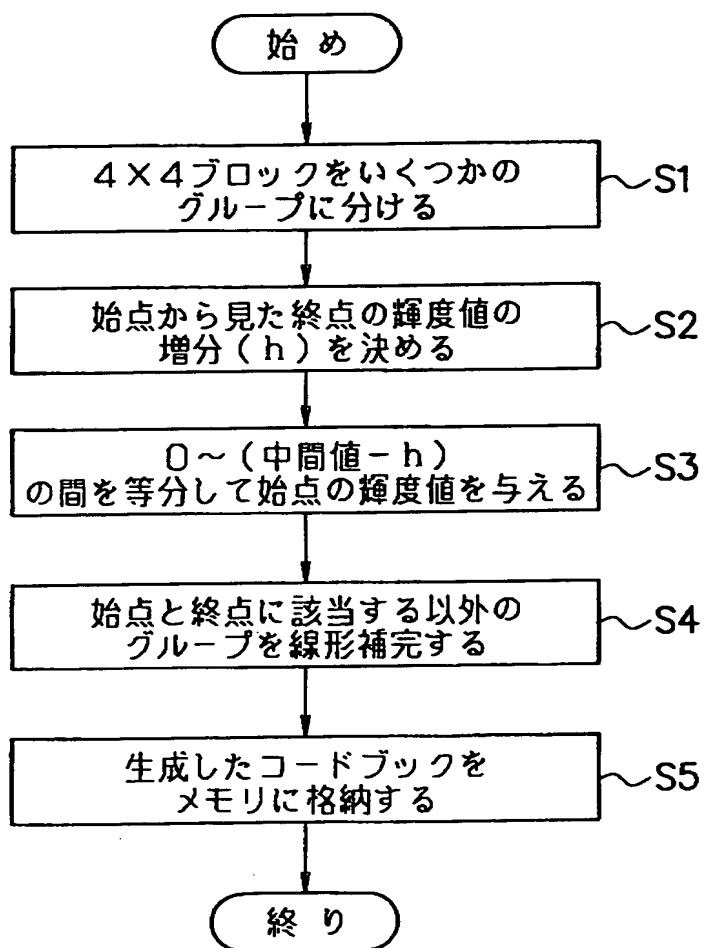 始め
4×4ブロックをいくつかの
グループに分ける
S1
始点から見た終点の輝度値の
増分(h)を決める
S2
0～(中間値-h)
の間を等分して始点の輝度値を与える
S3
始点と終点に該当する以外の
グループを線形補完する
S4
生成したコードブックを
メモリに格納する
S5
終り